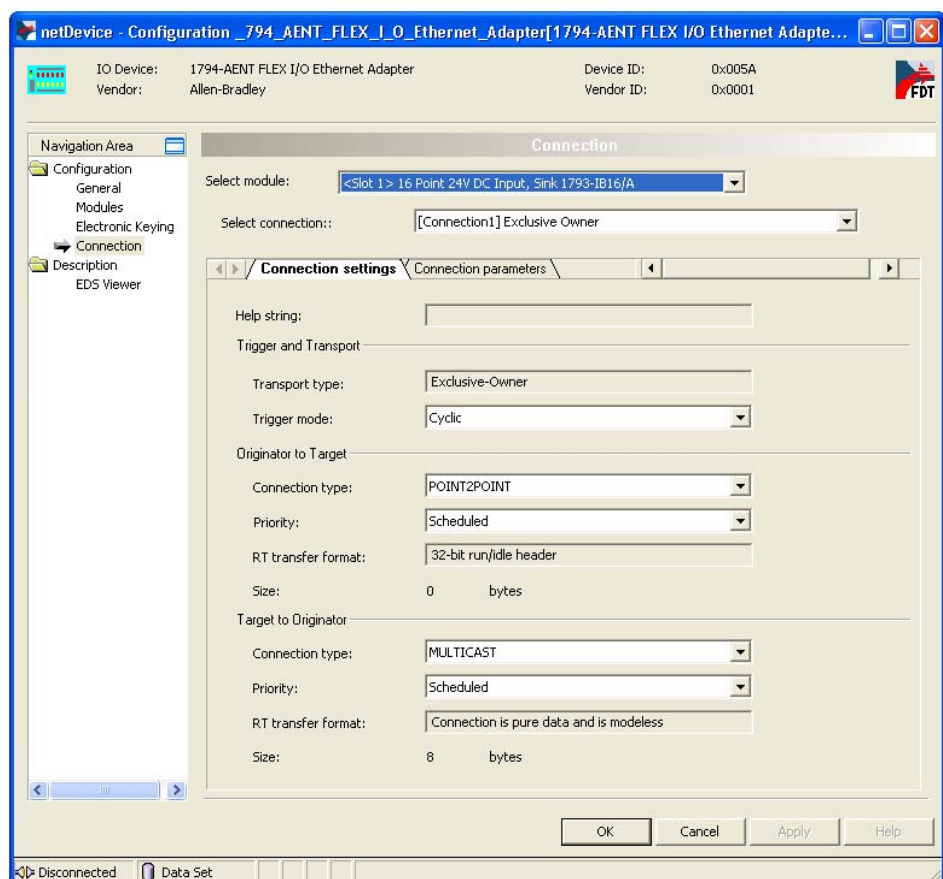 netDevice - Configuration _794_AENT_FLEX_I_O_Ethernet_Adapter[1794-AENT FLEX I/O Ethernet Adapte...
IO Device: 1794-AENT FLEX I/O Ethernet Adapter Device ID: 0x005A
Vendor: Allen-Bradley Vendor ID: 0x0001
FDT
Navigation Area
Configuration
General
Modules
Electronic Keying
Connection
Description
EDS Viewer
Connection
Select module: <Slot 1> 16 Point 24V DC Input, Sink 1793-IB16/A
Select connection:: [Connection1] Exclusive Owner
Connection settings Connection parameters
Help string:
Trigger and Transport
Transport type: Exclusive-Owner
Trigger mode: Cyclic
Originator to Target
Connection type: POINT2POINT
Priority: Scheduled
RT transfer format: 32-bit run/idle header
Size: 0 bytes
Target to Originator
Connection type: MULTICAST
Priority: Scheduled
RT transfer format: Connection is pure data and is modeless
Size: 8 bytes
OK Cancel Apply Help
Disconnected Data Set